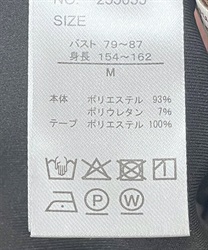 SIZE
バスト 79～87
身長 154～162
M
本体 ポリエステル 93%
ポリウレタン 7%
テープ ポリエステル 100%
P
W